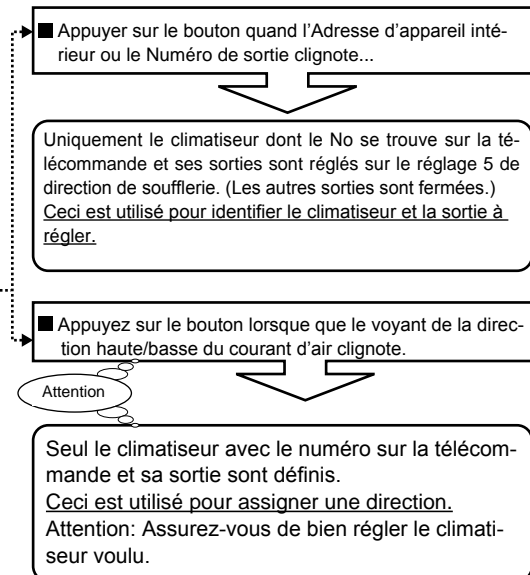 ■ Appuyer sur le bouton quand l'Adresse d'appareil inté-
rieur ou le Numéro de sortie clignote...
Uniquement le climatiseur dont le No se trouve sur la té-
lécommande et ses sorties sont réglés sur le réglage 5 de
direction de soufflerie. (Les autres sorties sont fermées.)
Ceci est utilisé pour identifier le climatiseur et la sortie à
régler.
■ Appuyez sur le bouton lorsque que le voyant de la direc-
tion haute/basse du courant d'air clignote.
Attention
Seul le climatiseur avec le numéro sur la télécom-
mande et sa sortie sont définis.
Ceci est utilisé pour assigner une direction.
Attention: Assurez-vous de bien régler le climati-
seur voulu.